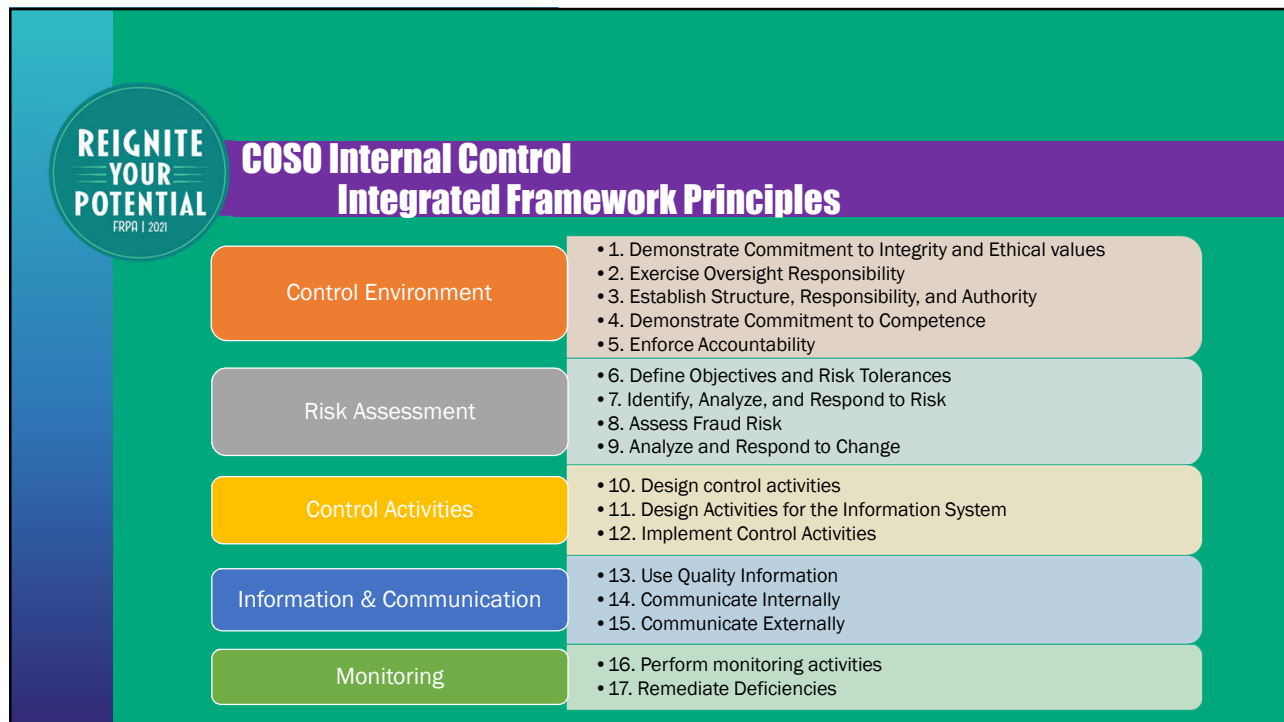 REIGNITE
YOUR
POTENTIAL
FRPA | 2021
COSO Internal Control
Integrated Framework Principles
Control Environment
• 1. Demonstrate Commitment to Integrity and Ethical values
• 2. Exercise Oversight Responsibility
• 3. Establish Structure, Responsibility, and Authority
• 4. Demonstrate Commitment to Competence
• 5. Enforce Accountability
Risk Assessment
• 6. Define Objectives and Risk Tolerances
• 7. Identify, Analyze, and Respond to Risk
• 8. Assess Fraud Risk
• 9. Analyze and Respond to Change
Control Activities
• 10. Design control activities
• 11. Design Activities for the Information System
• 12. Implement Control Activities
Information & Communication
• 13. Use Quality Information
• 14. Communicate Internally
• 15. Communicate Externally
Monitoring
• 16. Perform monitoring activities
• 17. Remediate Deficiencies